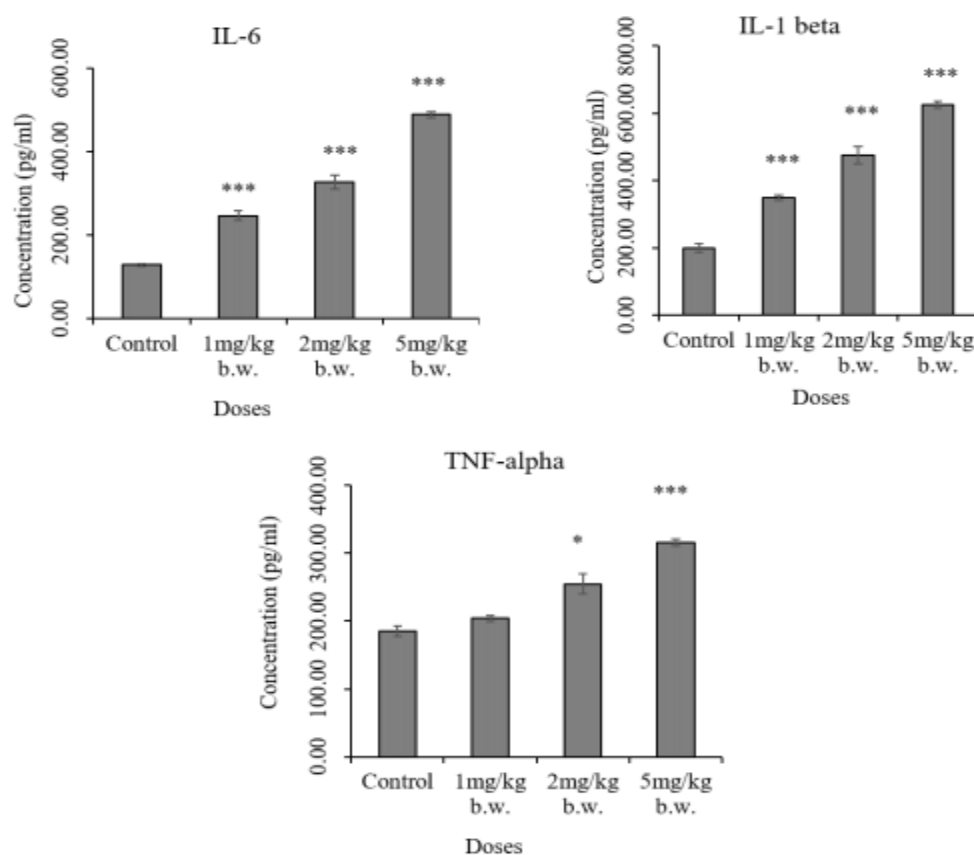 IL-6
Concentration (pg/ml)
600.00
400.00
200.00
0.00
***
***
***
Control 1mg/kg 2mg/kg 5mg/kg
b.w. b.w. b.w.
Doses
IL-1 beta
Concentration (pg/ml)
800.00
600.00
400.00
200.00
0.00
***
***
***
Control 1mg/kg 2mg/kg 5mg/kg
b.w. b.w. b.w.
Doses
TNF-alpha
Concentration (pg/ml)
400.00
300.00
200.00
100.00
0.00
*
***
Control 1mg/kg 2mg/kg 5mg/kg
b.w. b.w. b.w.
Doses